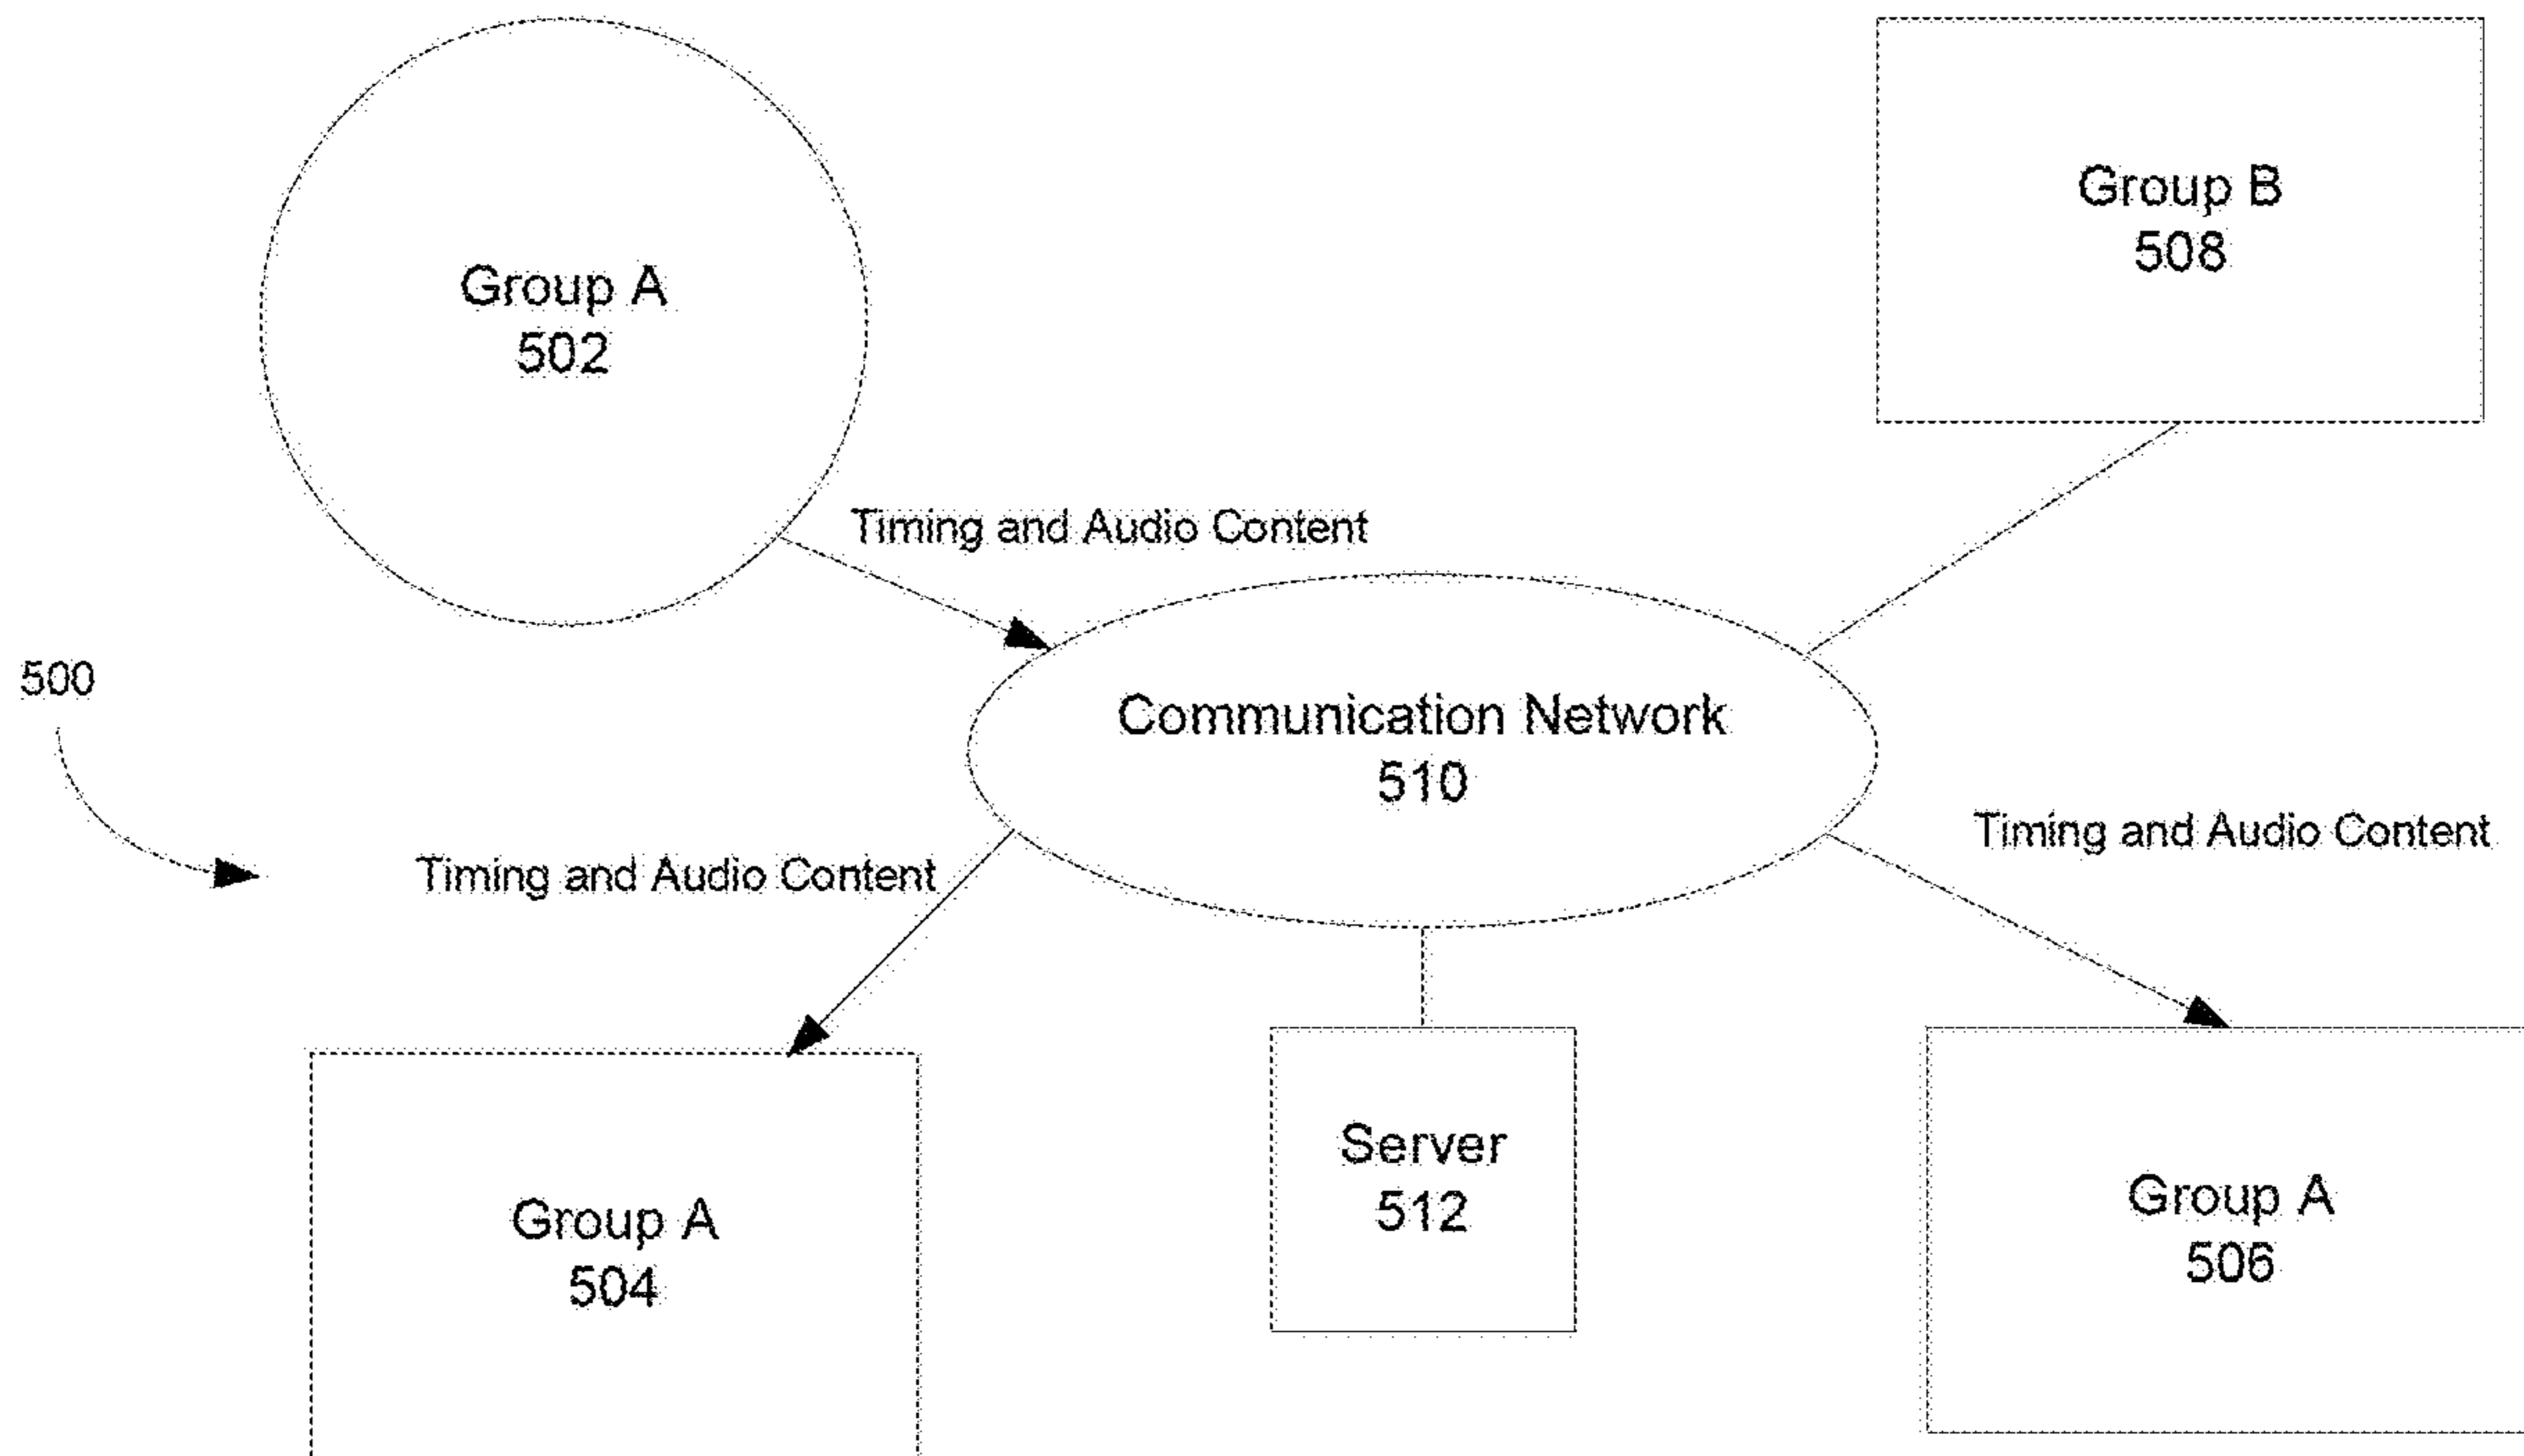 Group A
502
Group B
508
Timing and Audio Content
500
Communication Network
510
Timing and Audio Content
Timing and Audio Content
Server
512
Group A
504
Group A
506